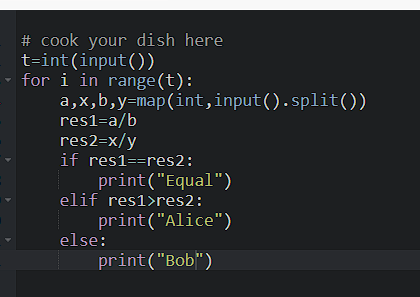 # cook your dish here
t=int(input())
for i in range(t):
    a,x,b,y=map(int,input().split())
    res1=a/b
    res2=x/y
    if res1==res2:
        print("Equal")
    elif res1>res2:
        print("Alice")
    else:
        print("Bob")